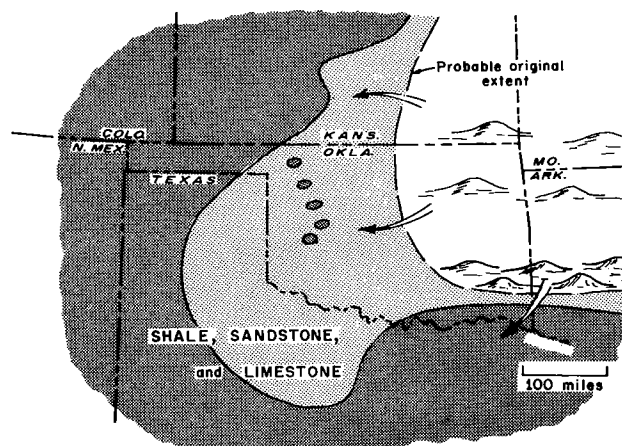 Probable original
extent
COLO.
N. MEX.
KANS.
OKLA.
TEXAS
MO.
ARK.
SHALE, SANDSTONE,
and LIMESTONE
100 miles